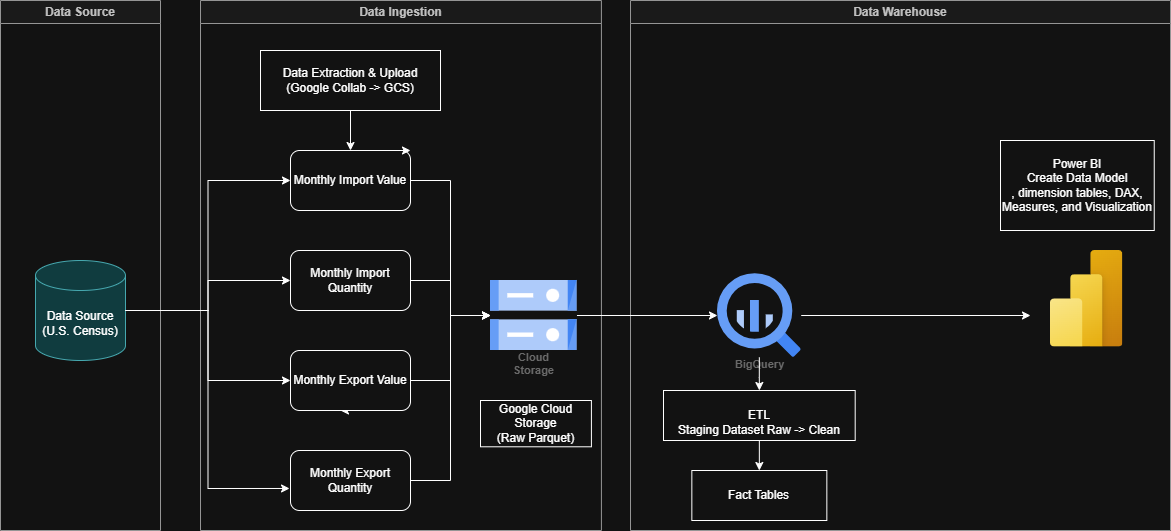 Data Source
Data Ingestion
Data Warehouse
Data Extraction & Upload
(Google Collab -> GCS)
Monthly Import Value
Monthly Import
Quantity
Monthly Export Value
Monthly Export
Quantity
Data Source
(U.S. Census)
Cloud
Storage
Google Cloud
Storage
(Raw Parquet)
BigQuery
ETL
Staging Dataset Raw -> Clean
Fact Tables
Power BI
Create Data Model
, dimension tables, DAX,
Measures, and Visualization